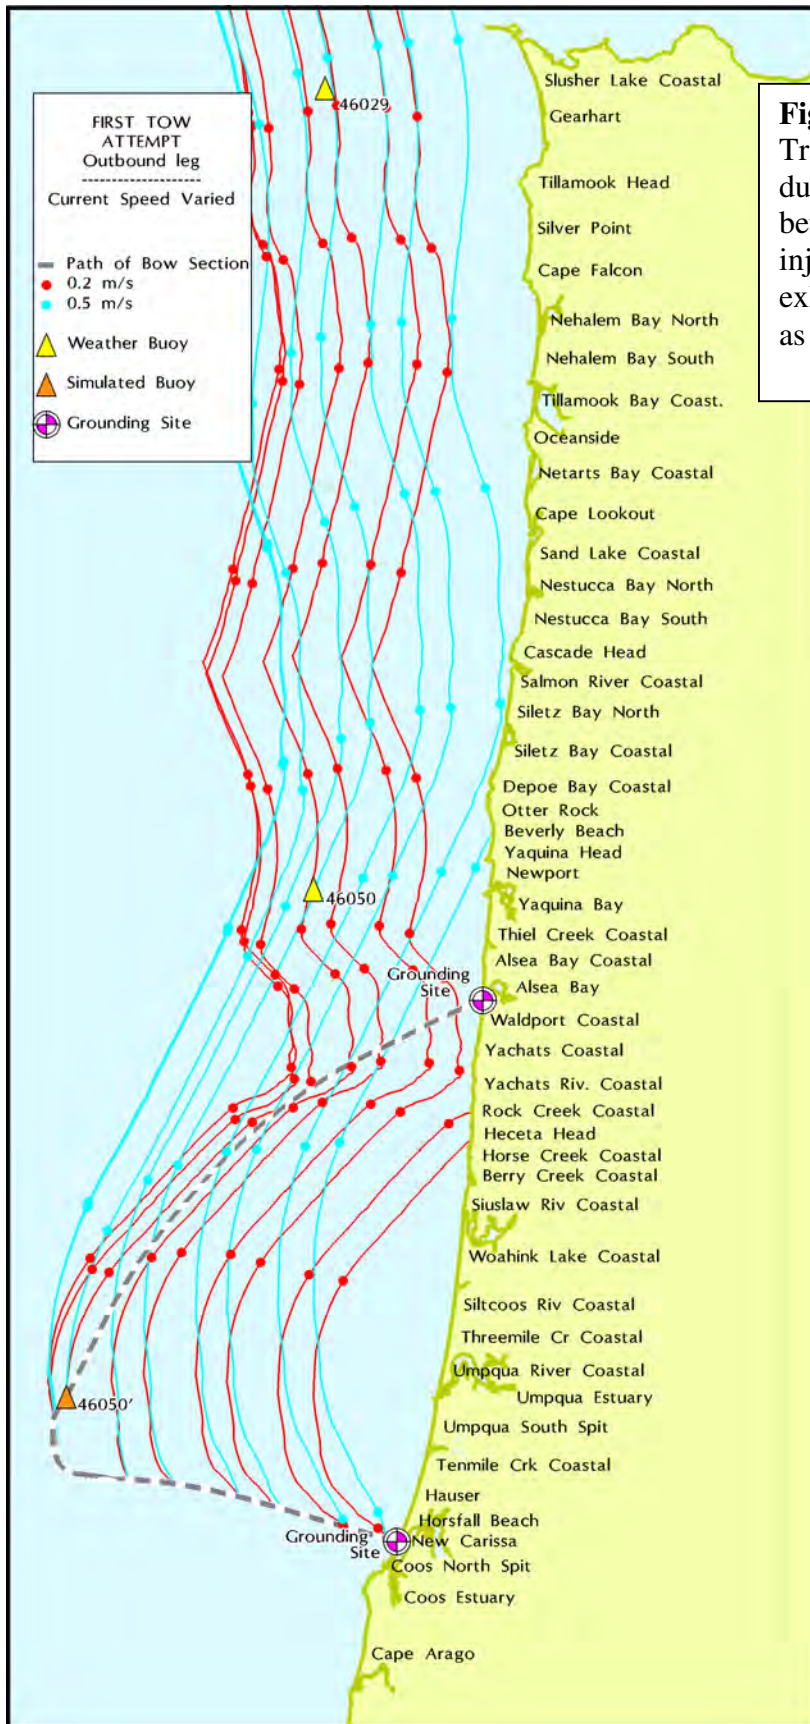 FIRST TOW
ATTEMPT
Outbound leg
--------------------
Current Speed Varied
Path of Bow Section
0.2 m/s
0.5 m/s
Weather Buoy
Simulated Buoy
Grounding Site
46029
Slusher Lake Coastal
Gearhart
Tillamook Head
Silver Point
Cape Falcon
Nehalem Bay North
Nehalem Bay South
Tillamook Bay Coast.
Oceanside
Netarts Bay Coastal
Cape Lookout
Sand Lake Coastal
Nestucca Bay North
Nestucca Bay South
Cascade Head
Salmon River Coastal
Siletz Bay North
Siletz Bay Coastal
Depoe Bay Coastal
Otter Rock
Beverly Beach
Yaquina Head
Newport
46050
Yaquina Bay
Thiel Creek Coastal
Alsea Bay Coastal
Grounding
Site
Alsea Bay
Waldport Coastal
Yachats Coastal
Yachats Riv. Coastal
Rock Creek Coastal
Heceta Head
Horse Creek Coastal
Berry Creek Coastal
Siuslaw Riv Coastal
Woahink Lake Coastal
Siltcoos Riv Coastal
Threemile Cr Coastal
Umpqua River Coastal
Umpqua Estuary
46050'
Umpqua South Spit
Tenmile Crk Coastal
Hauser
Horsfall Beach
Grounding
Site
New Carissa
Coos North Spit
Coos Estuary
Cape Arago
Fig
Tr
du
be
inj
ex
as